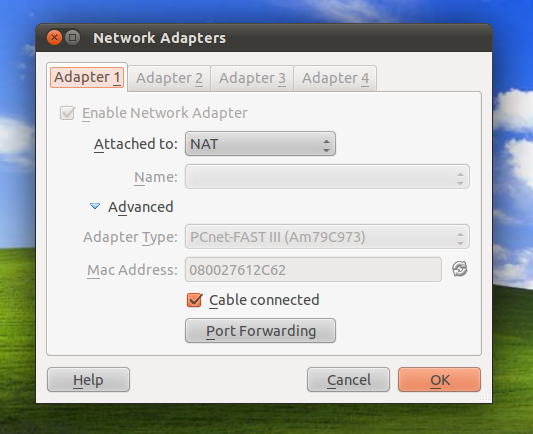 Network Adapters
Adapter 1 Adapter 2 Adapter 3 Adapter 4
Enable Network Adapter
Attached to: NAT
Name:
Advanced
Adapter Type: PCnet-FAST III (Am79C973)
Mac Address: 080027612C62
Cable connected
Port Forwarding
Help Cancel OK